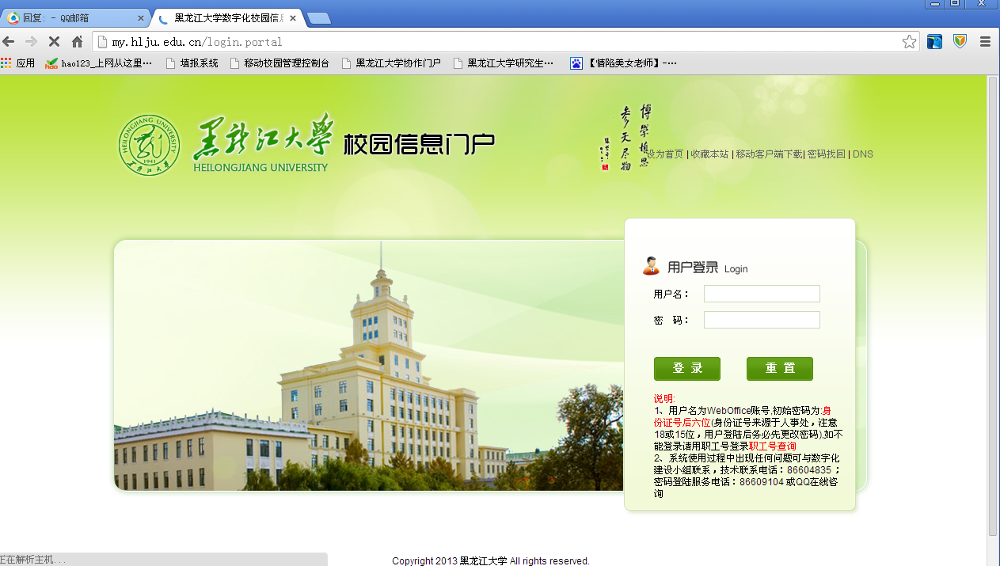 回复: - QQ邮箱
黑龙江大学数字化校园信息
my.hlju.edu.cn/login.portal
应用 hao123_上网从这里… 填报系统 移动校园管理控制台 黑龙江大学协作门户 黑龙江大学研究生… 【情陷美女老师】-…
HEILONGJIANG UNIVERSITY
1941
黑龙江大学
黑龙江大学
HEILONGJIANG UNIVERSITY
校园信息门户
博学慎思
参天尽物
设为首页 | 收藏本站 | 移动客户端下载| 密码找回 | DNS
用户登录 Login
用户名：
密 码：
登 录 重 置
说明:
1、用户名为WebOffice账号,初始密码为:身
份证号后六位(身份证号来源于人事处，注意
18或15位，用户登陆后务必先更改密码),如不
能登录请用职工号登录职工号查询
2、系统使用过程中出现任何问题可与数字化
建设小组联系，技术联系电话：86604835；
密码登陆服务电话：86609104 或QQ在线咨
询
正在解析主机...
Copyright 2013 黑龙江大学 All rights reserved.